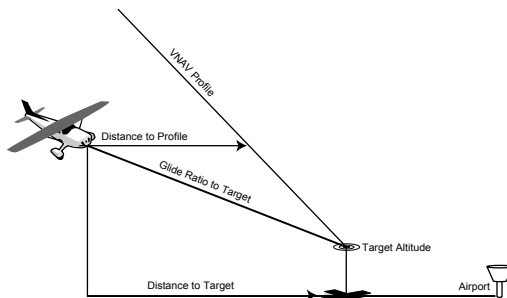 VNAV Profile
Distance to Profile
Glide Ratio to Target
Target Altitude
Distance to Target
Airport